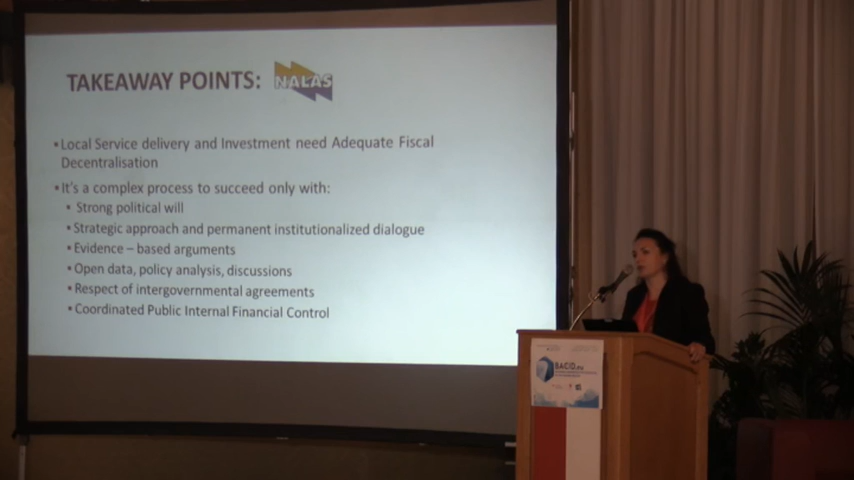 TAKEAWAY POINTS:
NALAS
▪Local Service delivery and Investment need Adequate Fiscal
Decentralisation
▪It's a complex process to succeed only with:
▪ Strong political will
▪Strategic approach and permanent institutionalized dialogue
▪Evidence – based arguments
▪Open data, policy analysis, discussions
▪Respect of intergovernmental agreements
▪Coordinated Public Internal Financial Control
BACID.eu